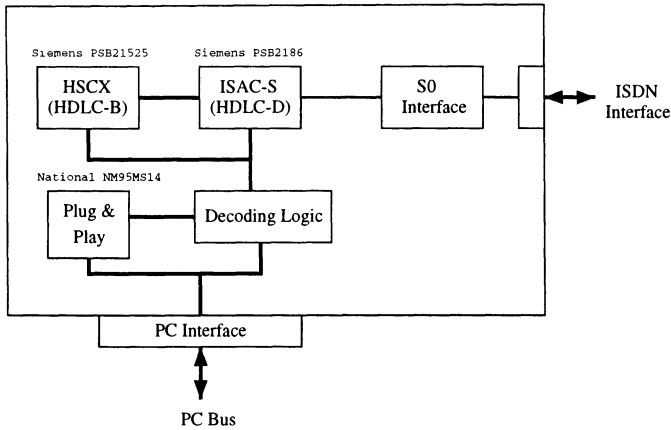 Siemens PSB21525
Siemens PSB2186
HSCX
(HDLC-B)
ISAC-S
(HDLC-D)
S0
Interface
ISDN
Interface
National NM95MS14
Plug &
Play
Decoding Logic
PC Interface
PC Bus